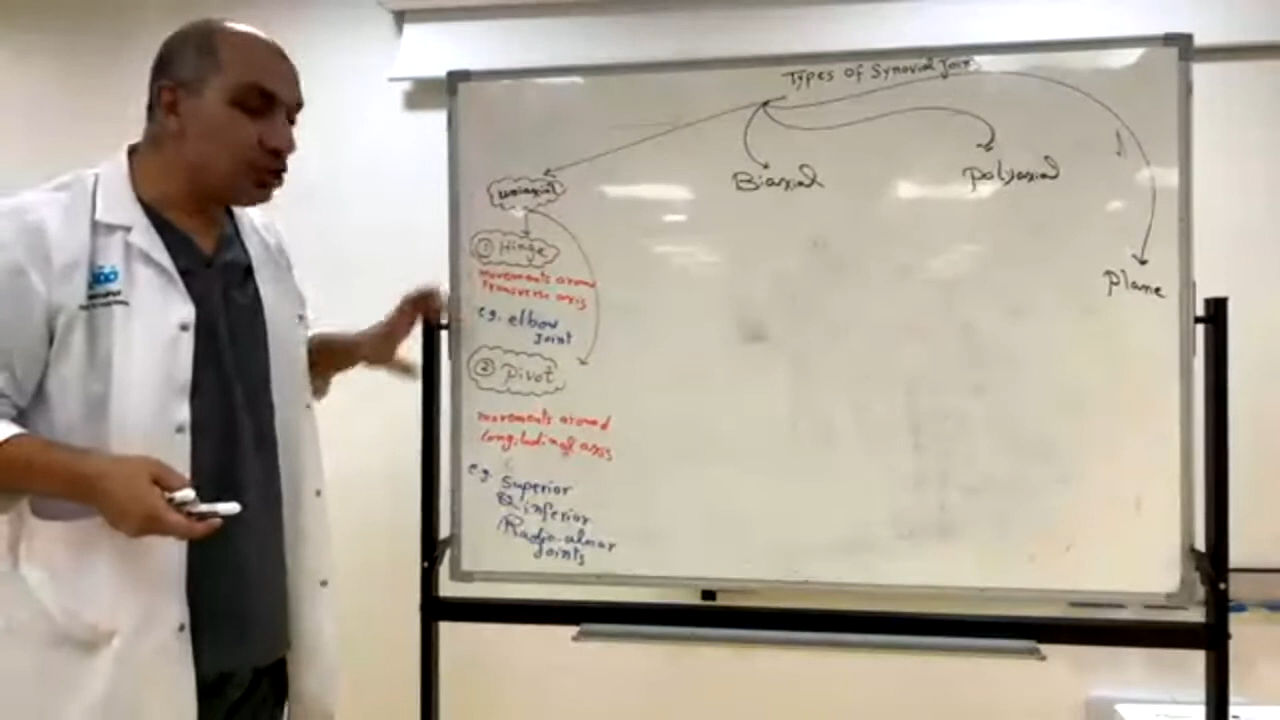 Types of Synovial Joint
uniaxial
Biaxial
Polyaxial
Plane
① Hinge
movements around
Transverse axis
e.g. elbow
Joint
② Pivot
movements around
longitudinal axis
e.g. Superior
& inferior
Radio-ulnar
Joints